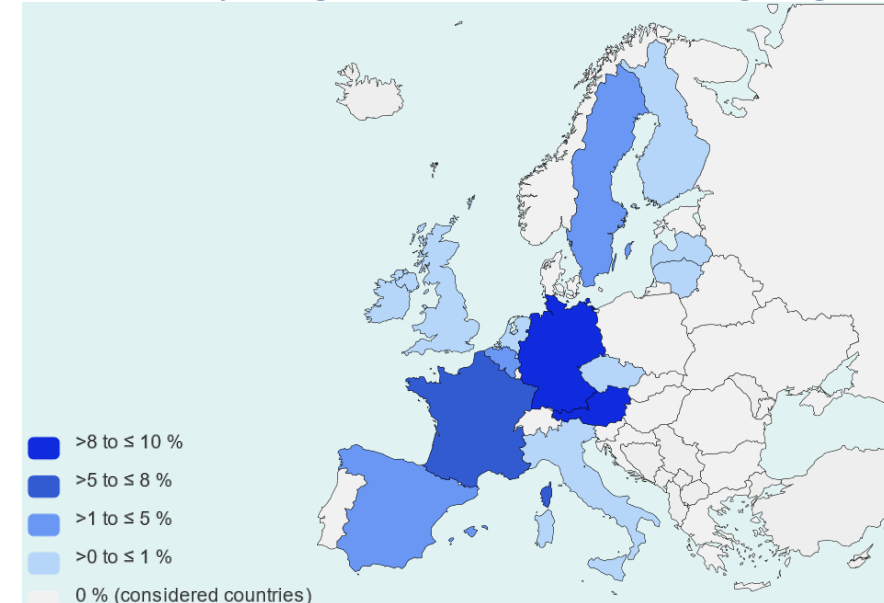 >8 to ≤ 10 %
>5 to ≤ 8 %
>1 to ≤ 5 %
>0 to ≤ 1 %
0 % (considered countries)